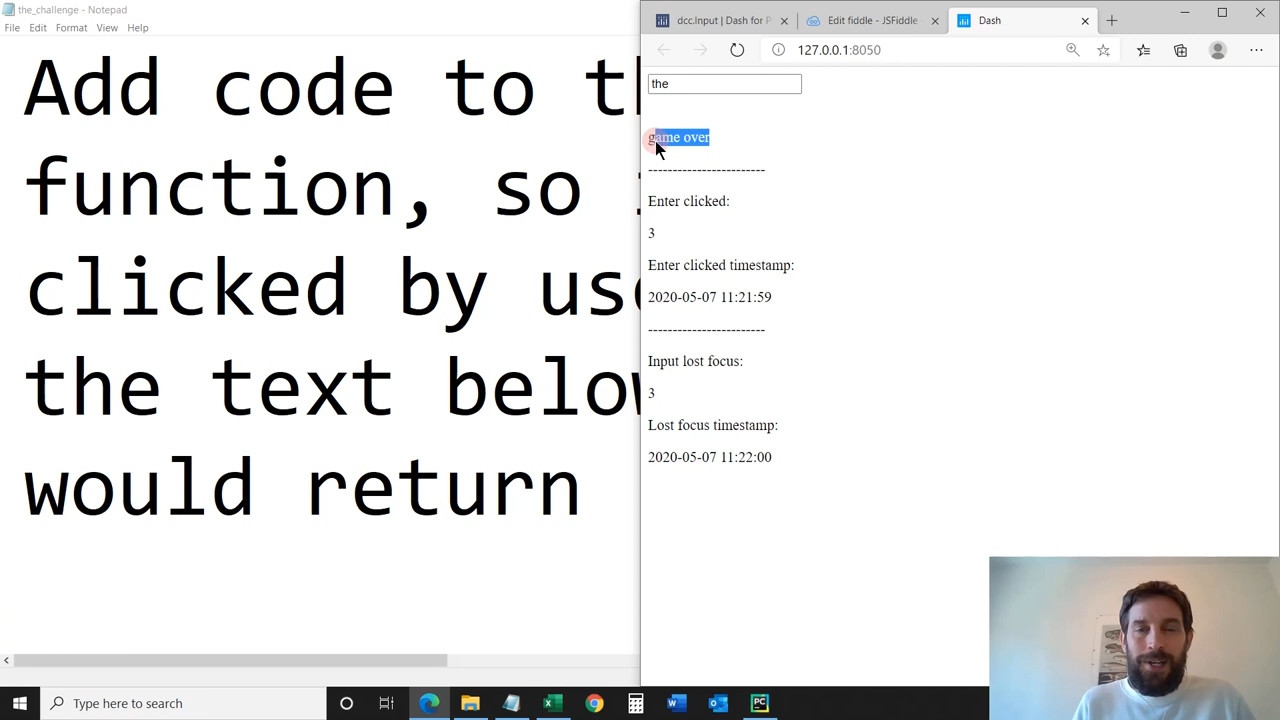 the_challenge - Notepad
File Edit Format View Help
Add code to th
function, so i
clicked by use
the text below
would return
dcc.Input | Dash for P
Edit fiddle - JSFiddle
Dash
127.0.0.1:8050
the
game over
------------------------
Enter clicked:
3
Enter clicked timestamp:
2020-05-07 11:21:59
------------------------
Input lost focus:
3
Lost focus timestamp:
2020-05-07 11:22:00
Type here to search